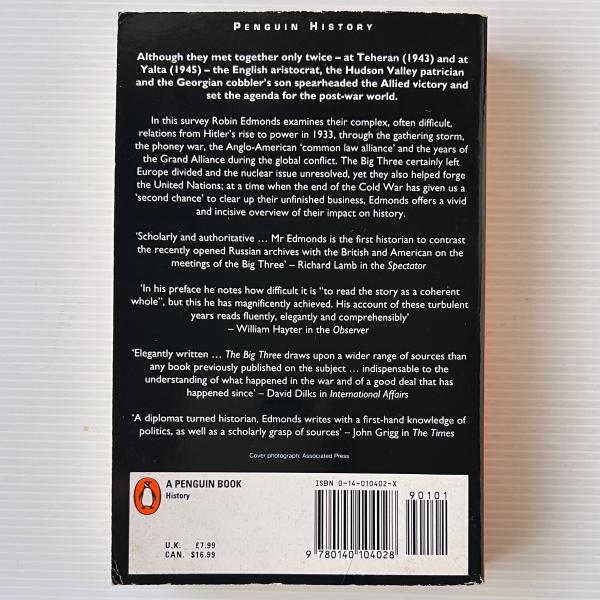 PENGUIN HISTORY
Although they met together only twice – at Teheran (1943) and at
Yalta (1945) – the English aristocrat, the Hudson Valley patrician
and the Georgian cobbler's son spearheaded the Allied victory and
set the agenda for the post-war world.
In this survey Robin Edmonds examines their complex, often difficult,
relations from Hitler's rise to power in 1933, through the gathering storm,
the phoney war, the Anglo-American 'common law alliance' and the years of
the Grand Alliance during the global conflict. The Big Three certainly left
Europe divided and the nuclear issue unresolved, yet they also helped forge
the United Nations; at a time when the end of the Cold War has given us a
'second chance' to clear up their unfinished business, Edmonds offers a vivid
and incisive overview of their impact on history.
'Scholarly and authoritative ... Mr Edmonds is the first historian to contrast
the recently opened Russian archives with the British and American on the
meetings of the Big Three' – Richard Lamb in the Spectator
'In his preface he notes how difficult it is "to read the story as a coherent
whole", but this he has magnificently achieved. His account of these turbulent
years reads fluently, elegantly and comprehensibly'
– William Hayter in the Observer
'Elegantly written ... The Big Three draws upon a wider range of sources than
any book previously published on the subject ... indispensable to the
understanding of what happened in the war and of a good deal that has
happened since' – David Dilks in International Affairs
'A diplomat turned historian, Edmonds writes with a first-hand knowledge of
politics, as well as a scholarly grasp of sources' – John Grigg in The Times
Cover photograph: Associated Press
A PENGUIN BOOK
History
U.K. £7.99
CAN. $16.99
ISBN 0-14-010402-X
90101
9 780140 104028